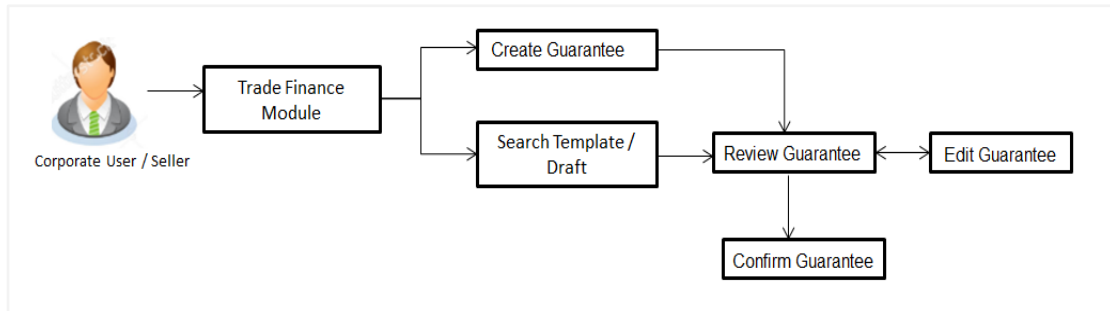 Corporate User / Seller
Trade Finance
Module
Create Guarantee
Search Template /
Draft
Review Guarantee
Edit Guarantee
Confirm Guarantee